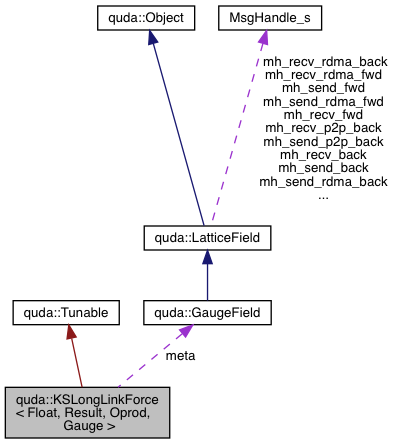 quda::Object
MsgHandle_s
mh_recv_rdma_back
mh_recv_rdma_fwd
mh_send_fwd
mh_send_rdma_fwd
mh_recv_fwd
mh_recv_p2p_back
mh_send_p2p_back
mh_recv_back
mh_send_back
mh_send_rdma_back
...
quda::LatticeField
quda::Tunable
quda::GaugeField
meta
quda::KSLongLinkForce
< Float, Result, Oprod,
Gauge >